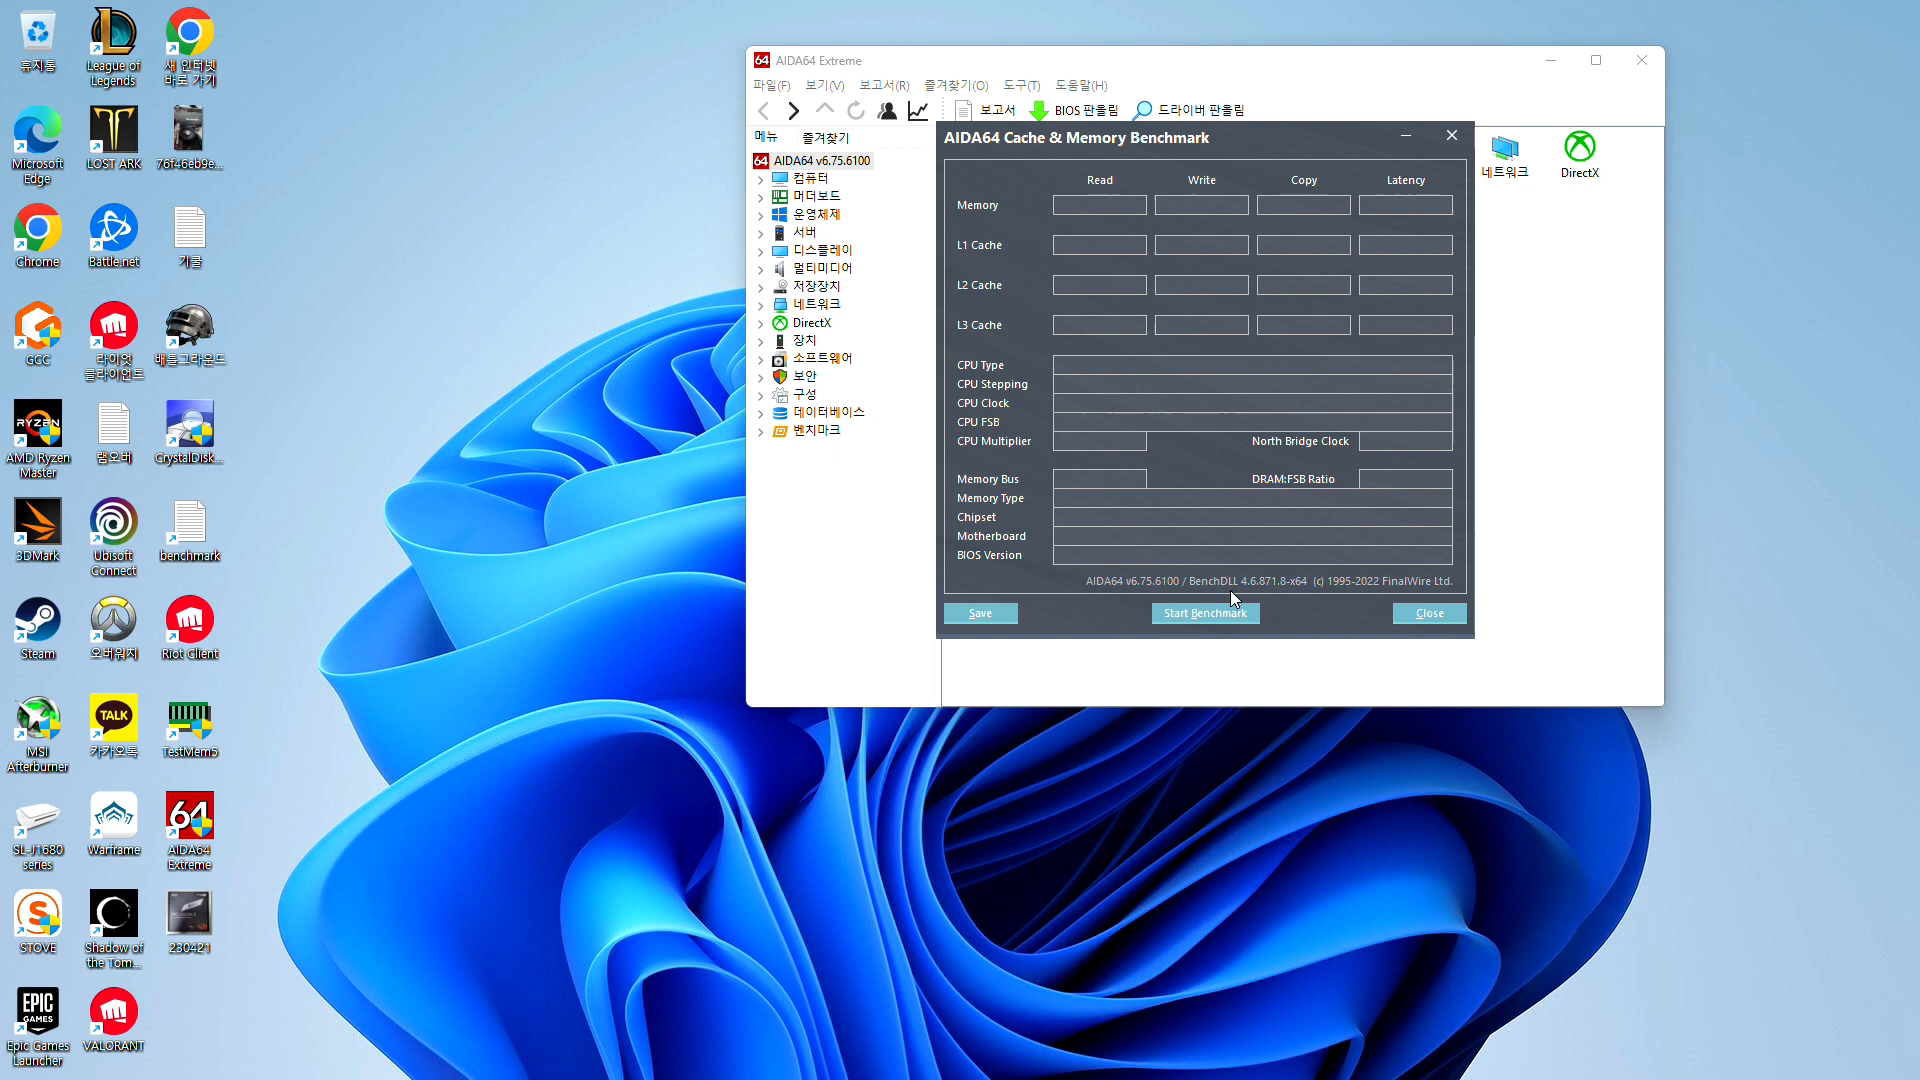 휴지통
League of
Legends
새 인터넷
바로 가기
Microsoft
Edge
LOST ARK
76f46eb9e...
Chrome
Battle.net
기쿨
GCC
라이엇
클라이언트
배틀그라운드
RYZEN
AMD Ryzen
Master
램오버
CrystalDisk...
3DMark
Ubisoft
Connect
benchmark
Steam
오버워치
Riot Client
MSI
Afterburner
TALK
카카오톡
TestMem5
SL-J1680
series
Warframe
64
AIDA64
Extreme
STOVE
Shadow of
the Tom...
230421
EPIC
GAMES
Epic Games
Launcher
VALORANT
64 AIDA64 Extreme
파일(F) 보기(V) 보고서(R) 즐겨찾기(O) 도구(T) 도움말(H)
보고서 BIOS 판올림 드라이버 판올림
메뉴 즐겨찾기
64 AIDA64 v6.75.6100
컴퓨터
머더보드
운영체제
서버
디스플레이
멀티미디어
저장장치
네트워크
DirectX
장치
소프트웨어
보안
구성
데이터베이스
벤치마크
네트워크
DirectX
AIDA64 Cache & Memory Benchmark
Read Write Copy Latency
Memory
L1 Cache
L2 Cache
L3 Cache
CPU Type
CPU Stepping
CPU Clock
CPU FSB
CPU Multiplier North Bridge Clock
Memory Bus DRAM:FSB Ratio
Memory Type
Chipset
Motherboard
BIOS Version
AIDA64 v6.75.6100 / BenchDLL 4.6.871.8-x64 (c) 1995-2022 FinalWire Ltd.
Save Start Benchmark Close